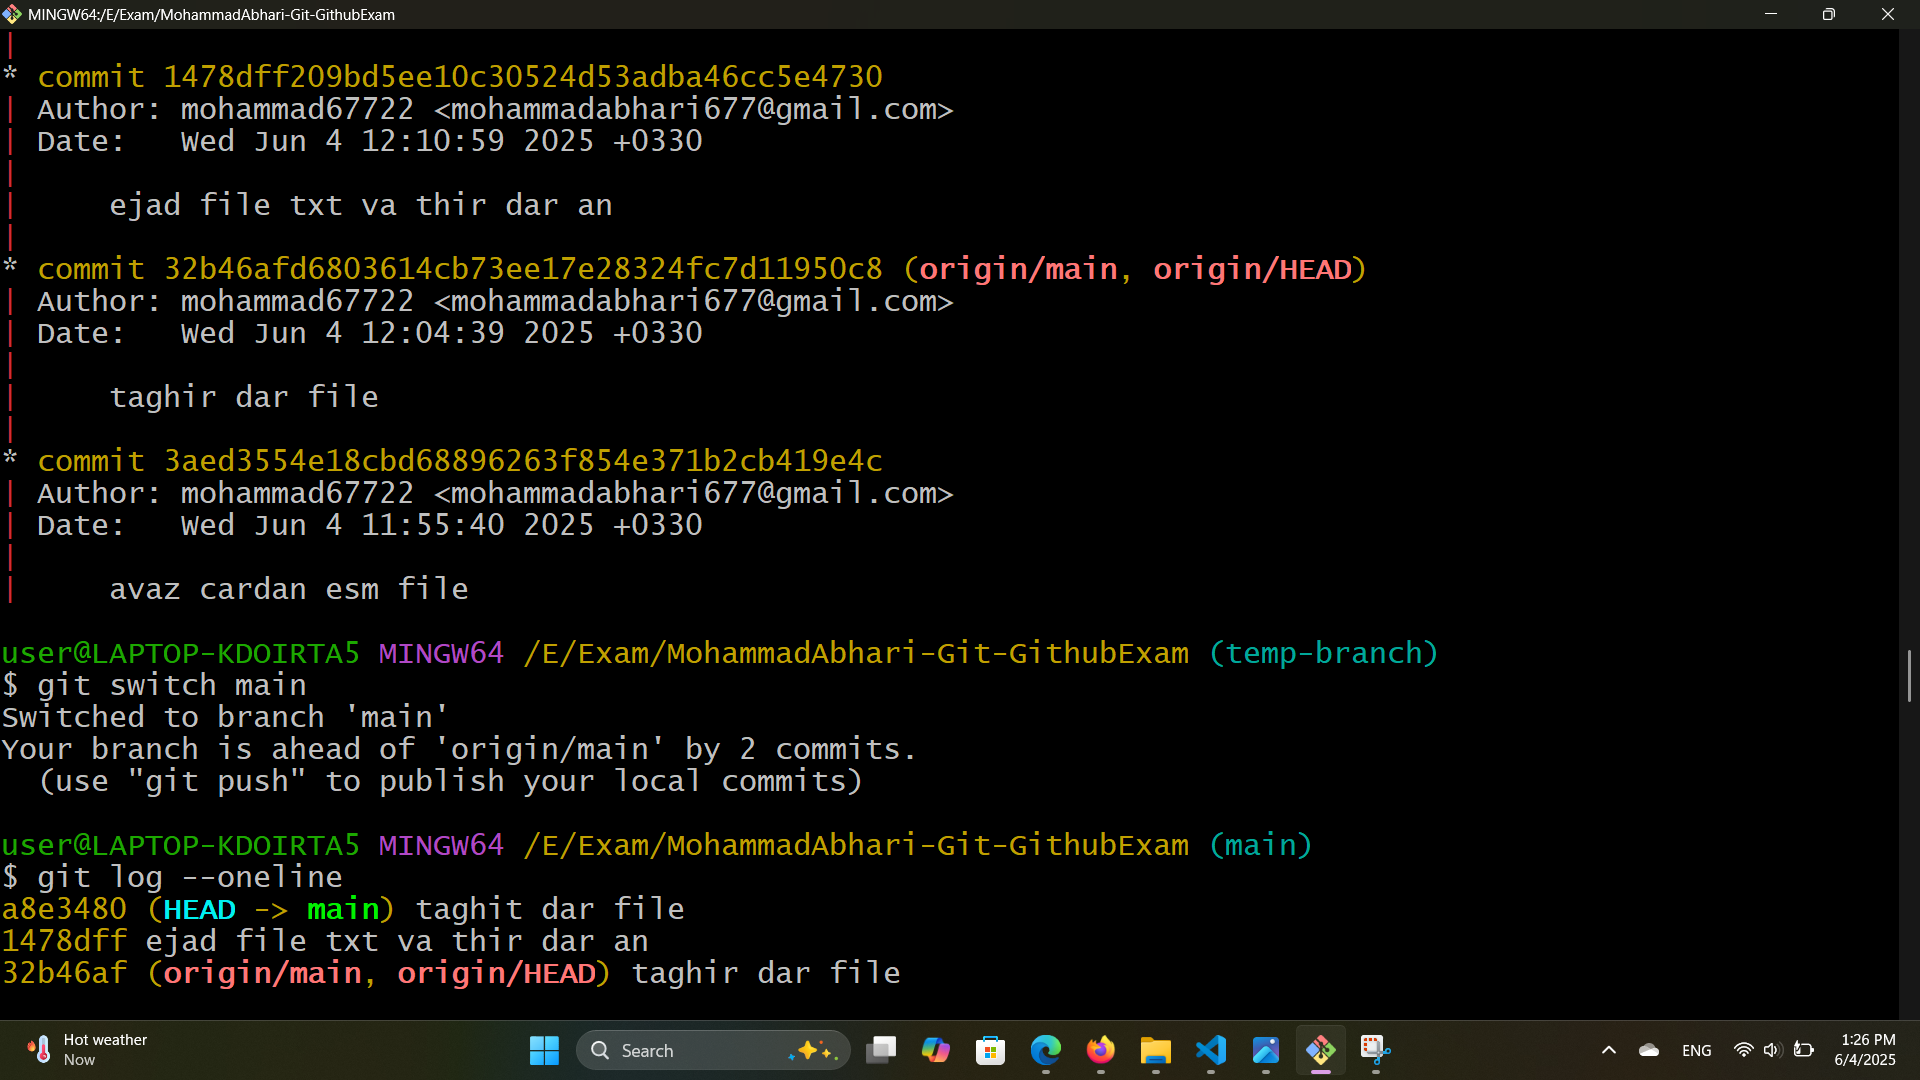 MINGW64:/E/Exam/MohammadAbhari-Git-GithubExam
|
* commit 1478dff209bd5ee10c30524d53adba46cc5e4730
| Author: mohammad67722 <mohammadabhari677@gmail.com>
| Date:   Wed Jun 4 12:10:59 2025 +0330
|
|     ejad file txt va thir dar an
|
* commit 32b46afd6803614cb73ee17e28324fc7d11950c8 (origin/main, origin/HEAD)
| Author: mohammad67722 <mohammadabhari677@gmail.com>
| Date:   Wed Jun 4 12:04:39 2025 +0330
|
|     taghir dar file
|
* commit 3aed3554e18cbd68896263f854e371b2cb419e4c
| Author: mohammad67722 <mohammadabhari677@gmail.com>
| Date:   Wed Jun 4 11:55:40 2025 +0330
|
|     avaz cardan esm file
user@LAPTOP-KDOIRTA5 MINGW64 /E/Exam/MohammadAbhari-Git-GithubExam (temp-branch)
$ git switch main
Switched to branch 'main'
Your branch is ahead of 'origin/main' by 2 commits.
  (use "git push" to publish your local commits)
user@LAPTOP-KDOIRTA5 MINGW64 /E/Exam/MohammadAbhari-Git-GithubExam (main)
$ git log --oneline
a8e3480 (HEAD -> main) taghit dar file
1478dff ejad file txt va thir dar an
32b46af (origin/main, origin/HEAD) taghir dar file
Hot weather
Now
Search
ENG
1:26 PM
6/4/2025